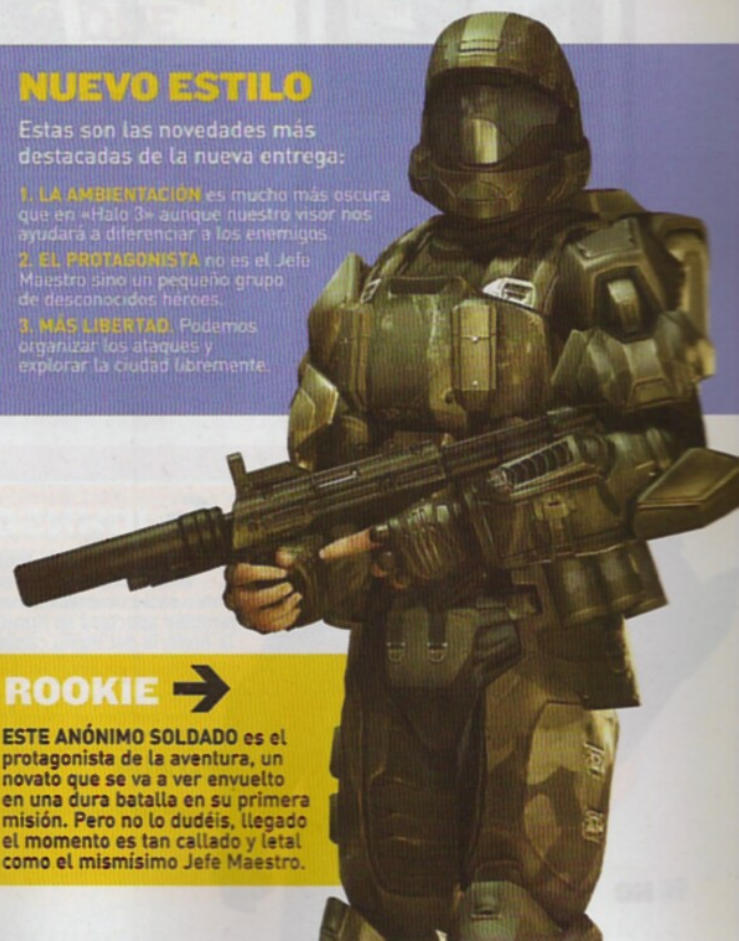 NUEVO ESTILO
Estas son las novedades más
destacadas de la nueva entrega:
1. LA AMBIENTACIÓN es mucho más oscura
que en «Halo 3» aunque nuestro visor nos
ayudará a diferenciar a los enemigos.
2. EL PROTAGONISTA no es el Jefe
Maestro sino un pequeño grupo
de desconocidos héroes.
3. MÁS LIBERTAD. Podemos
organizar los ataques y
explorar la ciudad libremente.
ROOKIE
ESTE ANÓNIMO SOLDADO es el
protagonista de la aventura, un
novato que se va a ver envuelto
en una dura batalla en su primera
misión. Pero no lo dudéis, llegado
el momento es tan callado y letal
como el mismísimo Jefe Maestro.